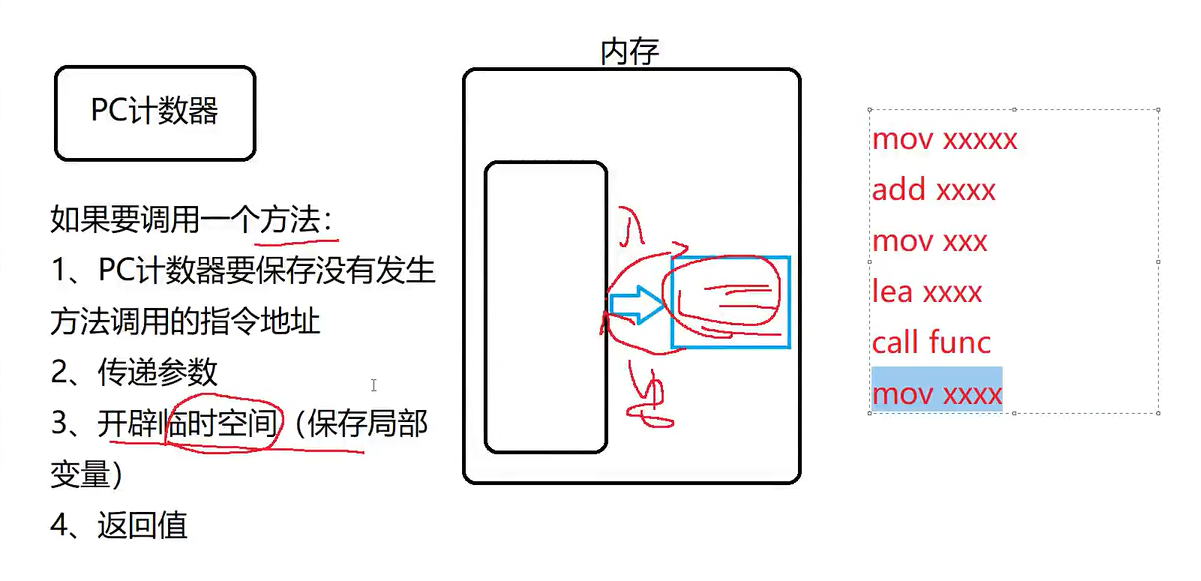 内存
PC计数器
如果要调用一个方法：
1、PC计数器要保存没有发生
方法调用的指令地址
2、传递参数
3、开辟临时空间（保存局部
变量）
4、返回值
mov xxxxx
add xxxx
mov xxx
lea xxxx
call func
mov xxxx